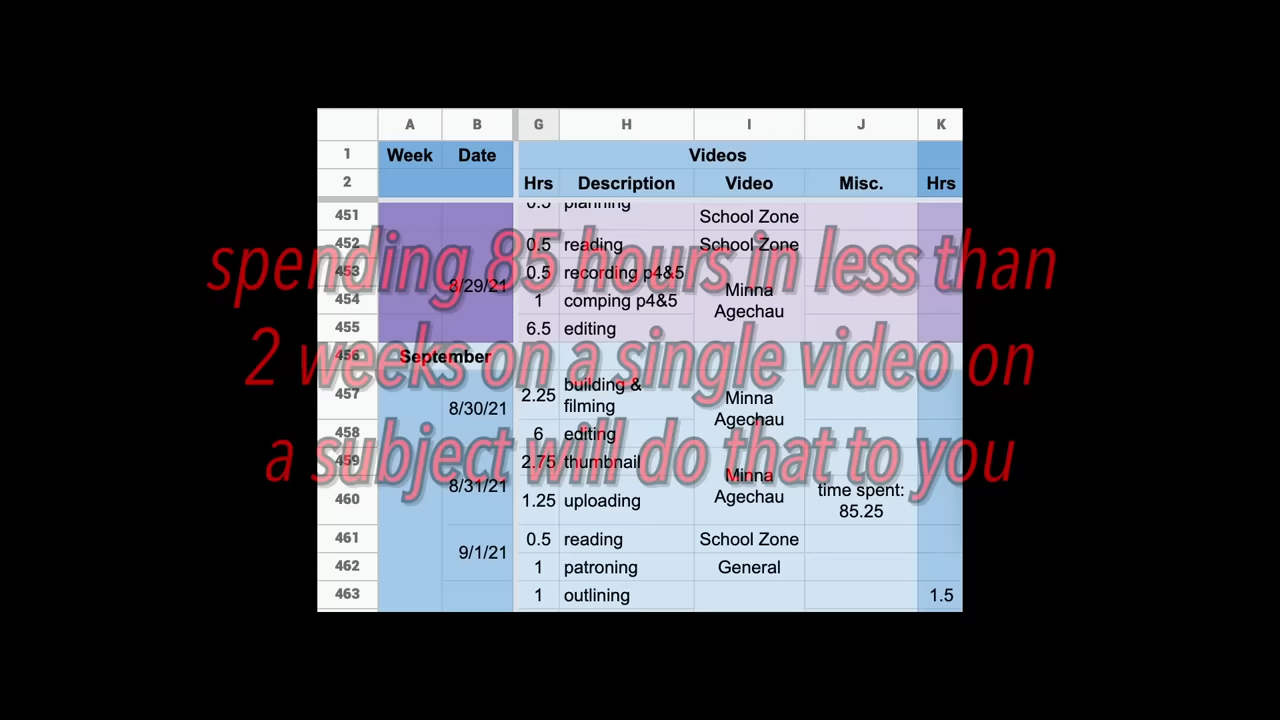 A B G H I J K
1 Week Date Videos
2 Hrs Description Video Misc. Hrs
451 0.5 planning School Zone
452 0.5 reading School Zone
453 0.5 recording p4&5
454 8/29/21 1 comping p4&5 Minna Agechau
455 6.5 editing
456 September
457 8/30/21 2.25 building & filming Minna Agechau
458 6 editing
459 2.75 thumbnail
460 8/31/21 1.25 uploading Minna Agechau time spent: 85.25
461 0.5 reading School Zone
462 9/1/21 1 patroning General
463 1 outlining 1.5
spending 85 hours in less than
2 weeks on a single video on
a subject will do that to you